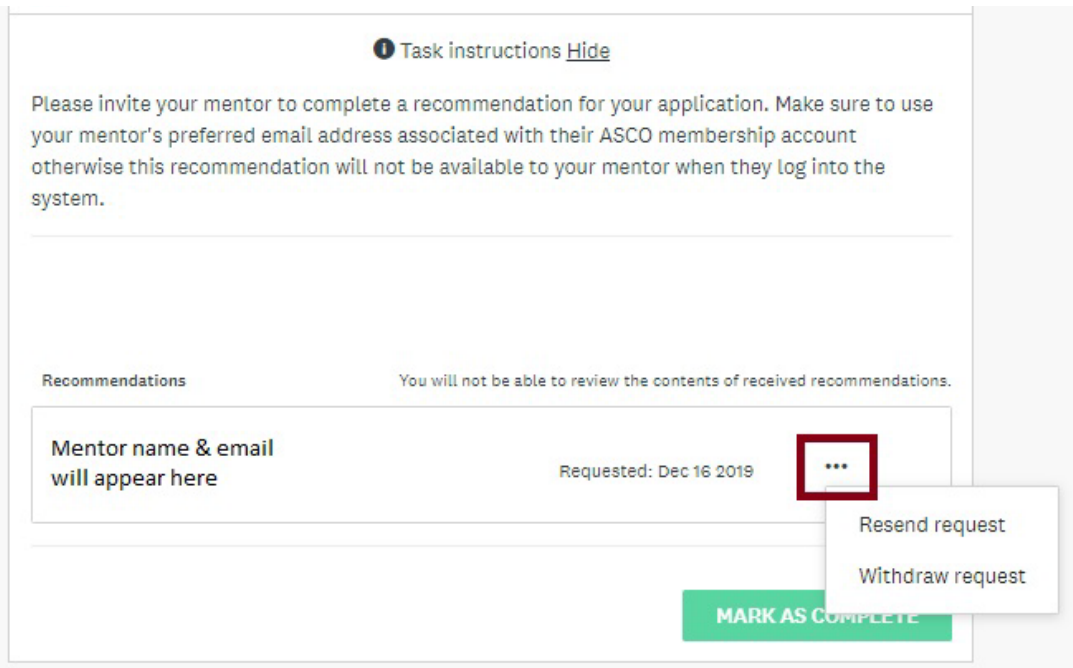 Task instructions Hide
Please invite your mentor to complete a recommendation for your application. Make sure to use
your mentor's preferred email address associated with their ASCO membership account
otherwise this recommendation will not be available to your mentor when they log into the
system.
Recommendations You will not be able to review the contents of received recommendations.
Mentor name & email
will appear here
Requested: Dec 16 2019 •••
Resend request
Withdraw request
MARK AS COMPLETE